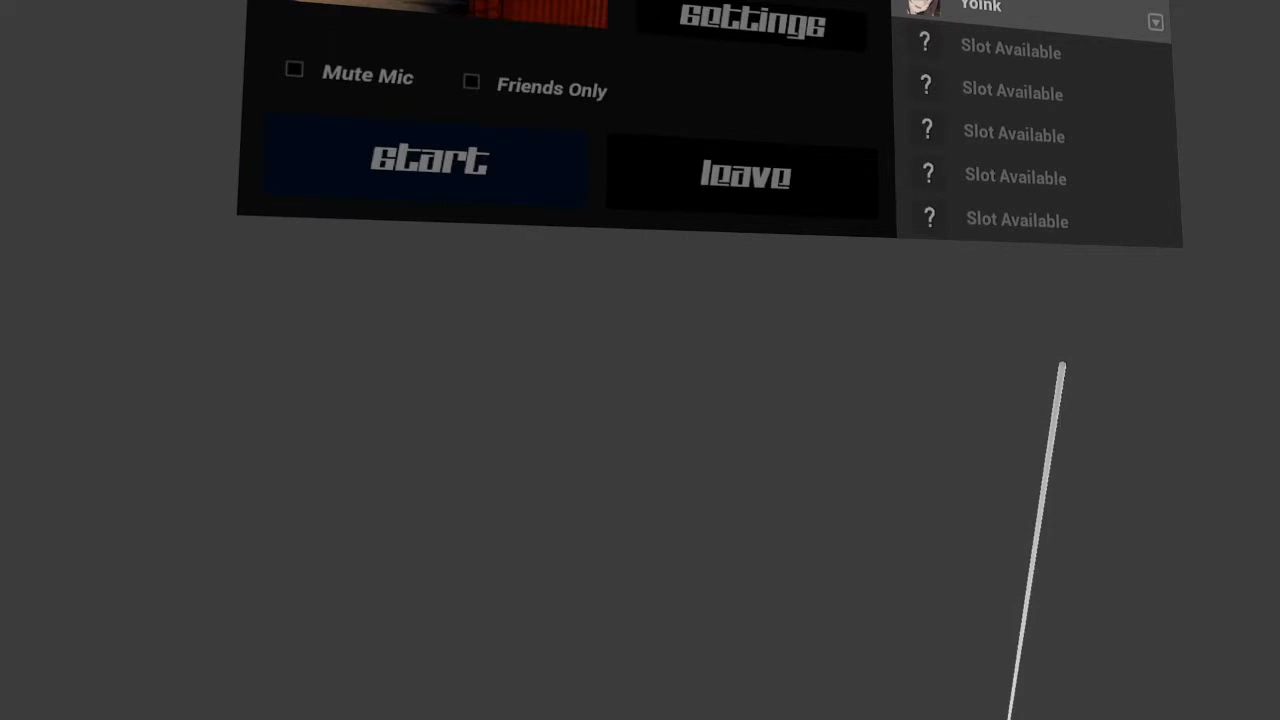 settings
Yoink
? Slot Available
? Slot Available
? Slot Available
? Slot Available
? Slot Available
Mute Mic
Friends Only
start
leave